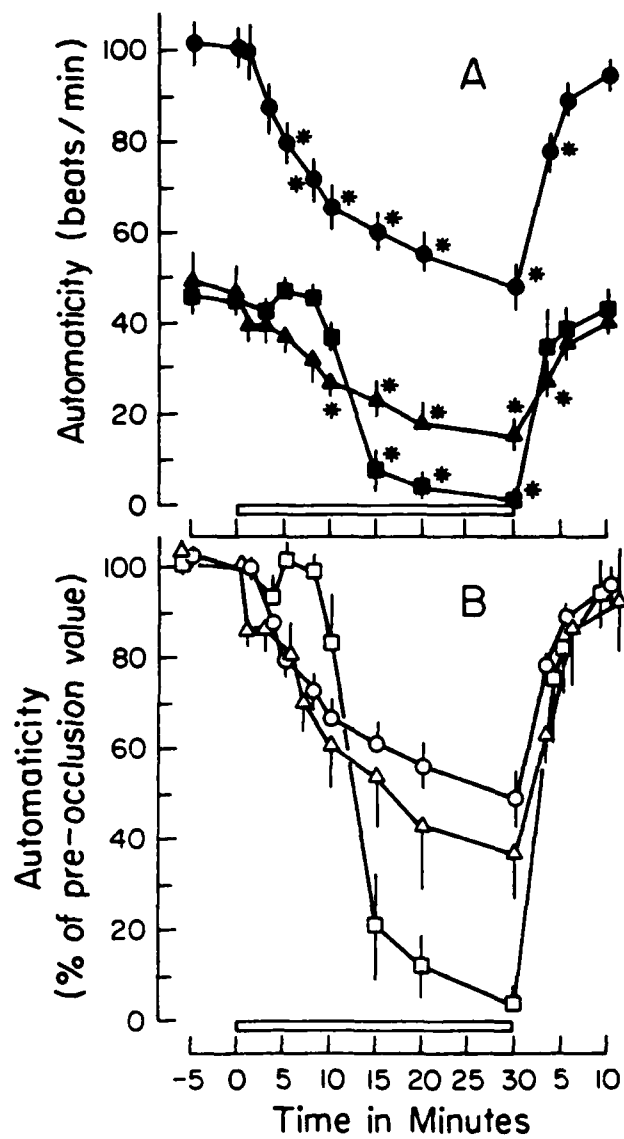 A
Automaticity (beats/min)
100
80
60
40
20
0
* * * * * * *
* * * * *
* * *
B
Automaticity
(% of pre-occlusion value)
100
80
60
40
20
0
-5 0 5 10 15 20 25 30 5 10
Time in Minutes